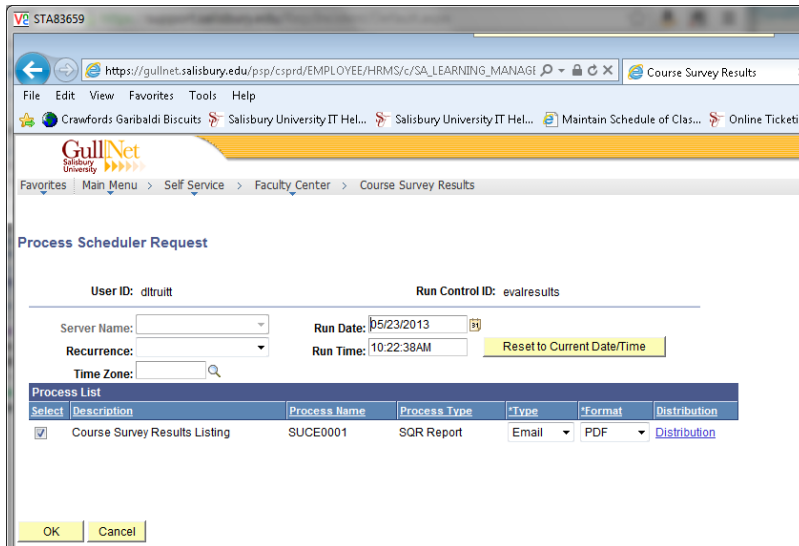 STA83659
https://gullnet.salisbury.edu/psp/csprd/EMPLOYEE/HRMS/c/SA_LEARNING_MANAGE
Course Survey Results
File Edit View Favorites Tools Help
Crawfords Garibaldi Biscuits Salisbury University IT Hel... Salisbury University IT Hel... Maintain Schedule of Clas... Online Ticketi
GullNet
Salisbury
University
Favorites Main Menu > Self Service > Faculty Center > Course Survey Results
Process Scheduler Request
User ID: dltruitt Run Control ID: evalresults
Server Name: Run Date: 05/23/2013 31
Recurrence: Run Time: 10:22:38AM Reset to Current Date/Time
Time Zone:
Process List
Select Description Process Name Process Type *Type *Format Distribution
Course Survey Results Listing SUCE0001 SQR Report Email PDF Distribution
OK Cancel